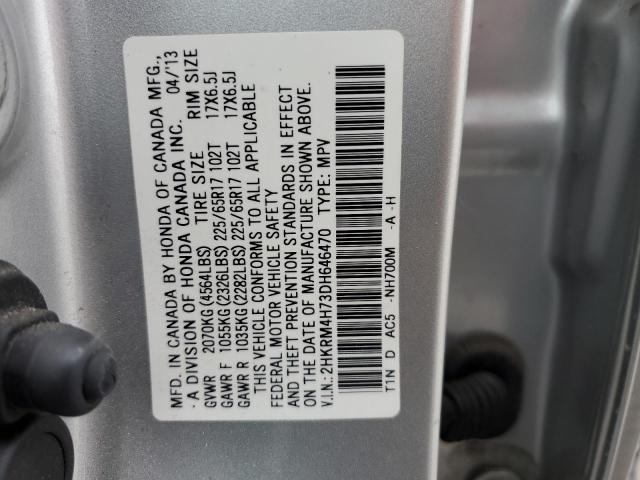 MFD. IN CANADA BY HONDA OF CANADA MFG.,
A DIVISION OF HONDA CANADA INC. 04/'13
GVWR 2070KG (4564LBS) TIRE SIZE RIM SIZE
GAWR F 1055KG (2326LBS) 225/65R17 102T 17X6.5J
GAWR R 1035KG (2282LBS) 225/65R17 102T 17X6.5J
THIS VEHICLE CONFORMS TO ALL APPLICABLE
FEDERAL MOTOR VEHICLE SAFETY
AND THEFT PREVENTION STANDARDS IN EFFECT
ON THE DATE OF MANUFACTURE SHOWN ABOVE.
V.I.N.: 2HKRM4H73DH646470 TYPE: MPV
T1N D AC5 -NH700M -A -H